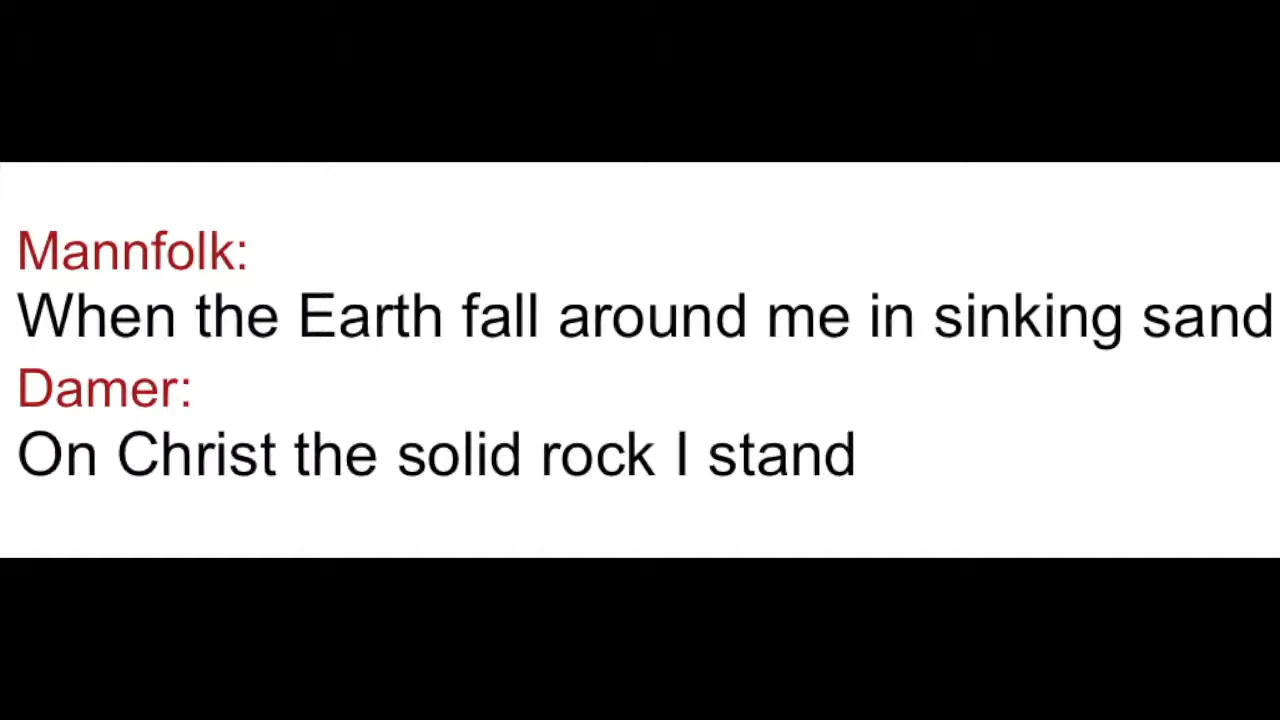 Mannfolk:
When the Earth fall around me in sinking sand
Damer:
On Christ the solid rock I stand